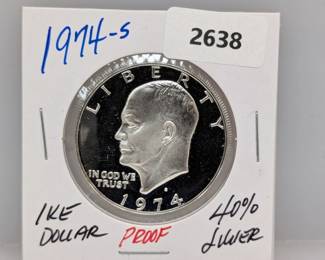 1974-S
2638
LIBERTY
IN GOD WE
TRUST
S
1974
IKE
DOLLAR
PROOF
40%
SILVER